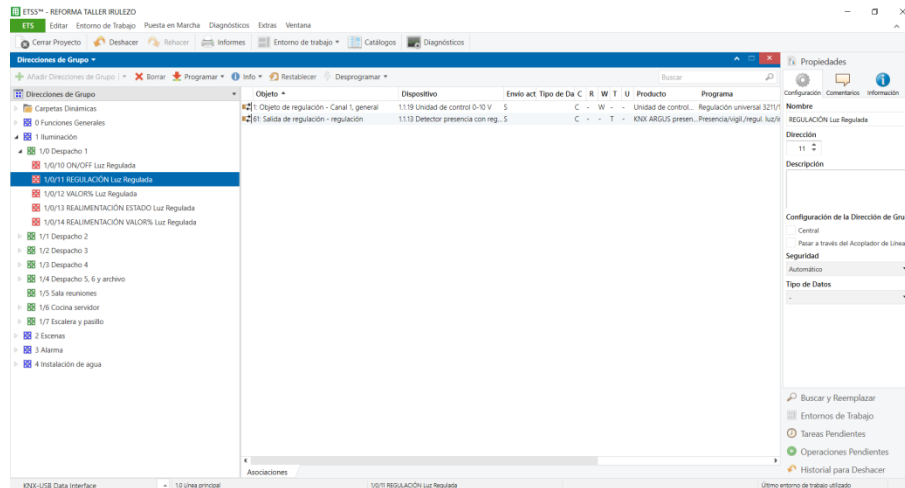 ETS5™ - REFORMA TALLER IRULEZO
ETS Editar Entorno de Trabajo Puesta en Marcha Diagnósticos Extras Ventana
Cerrar Proyecto Deshacer Rehacer Informes Entorno de trabajo Catálogos Diagnósticos
Direcciones de Grupo
Añadir Direcciones de Grupo Borrar Programar Info Restablecer Desprogramar Buscar
Direcciones de Grupo
Carpetas Dinámicas
0 Funciones Generales
1 Iluminación
1/0 Despacho 1
1/0/10 ON/OFF Luz Regulada
1/0/11 REGULACIÓN Luz Regulada
1/0/12 VALOR% Luz Regulada
1/0/13 REALIMENTACIÓN ESTADO Luz Regulada
1/0/14 REALIMENTACIÓN VALOR% Luz Regulada
1/1 Despacho 2
1/2 Despacho 3
1/3 Despacho 4
1/4 Despacho 5, 6 y archivo
1/5 Sala reuniones
1/6 Cocina servidor
1/7 Escalera y pasillo
2 Escenas
3 Alarma
4 Instalación de agua
Objeto Dispositivo Envío act Tipo de Da C R W T U Producto Programa
1: Objeto de regulación - Canal 1, general 1.1.19 Unidad de control 0-10 V S C - W - - Unidad de control... Regulación universal 3211/1
61: Salida de regulación - regulación 1.1.13 Detector presencia con reg... S C - - T - KNX ARGUS presen... Presencia/vigil./regul. luz/ir
Asociaciones
Propiedades
Configuración Comentarios Información
Nombre
REGULACIÓN Luz Regulada
Dirección
11
Descripción
Configuración de la Dirección de Gru
Central
Pasar a través del Acoplador de Línea
Seguridad
Automático
Tipo de Datos
-
Buscar y Reemplazar
Entornos de Trabajo
Tareas Pendientes
Operaciones Pendientes
Historial para Deshacer
KNX-USB Data Interface 1.0 Línea principal 1/0/11 REGULACIÓN Luz Regulada Último entorno de trabajo utilizado